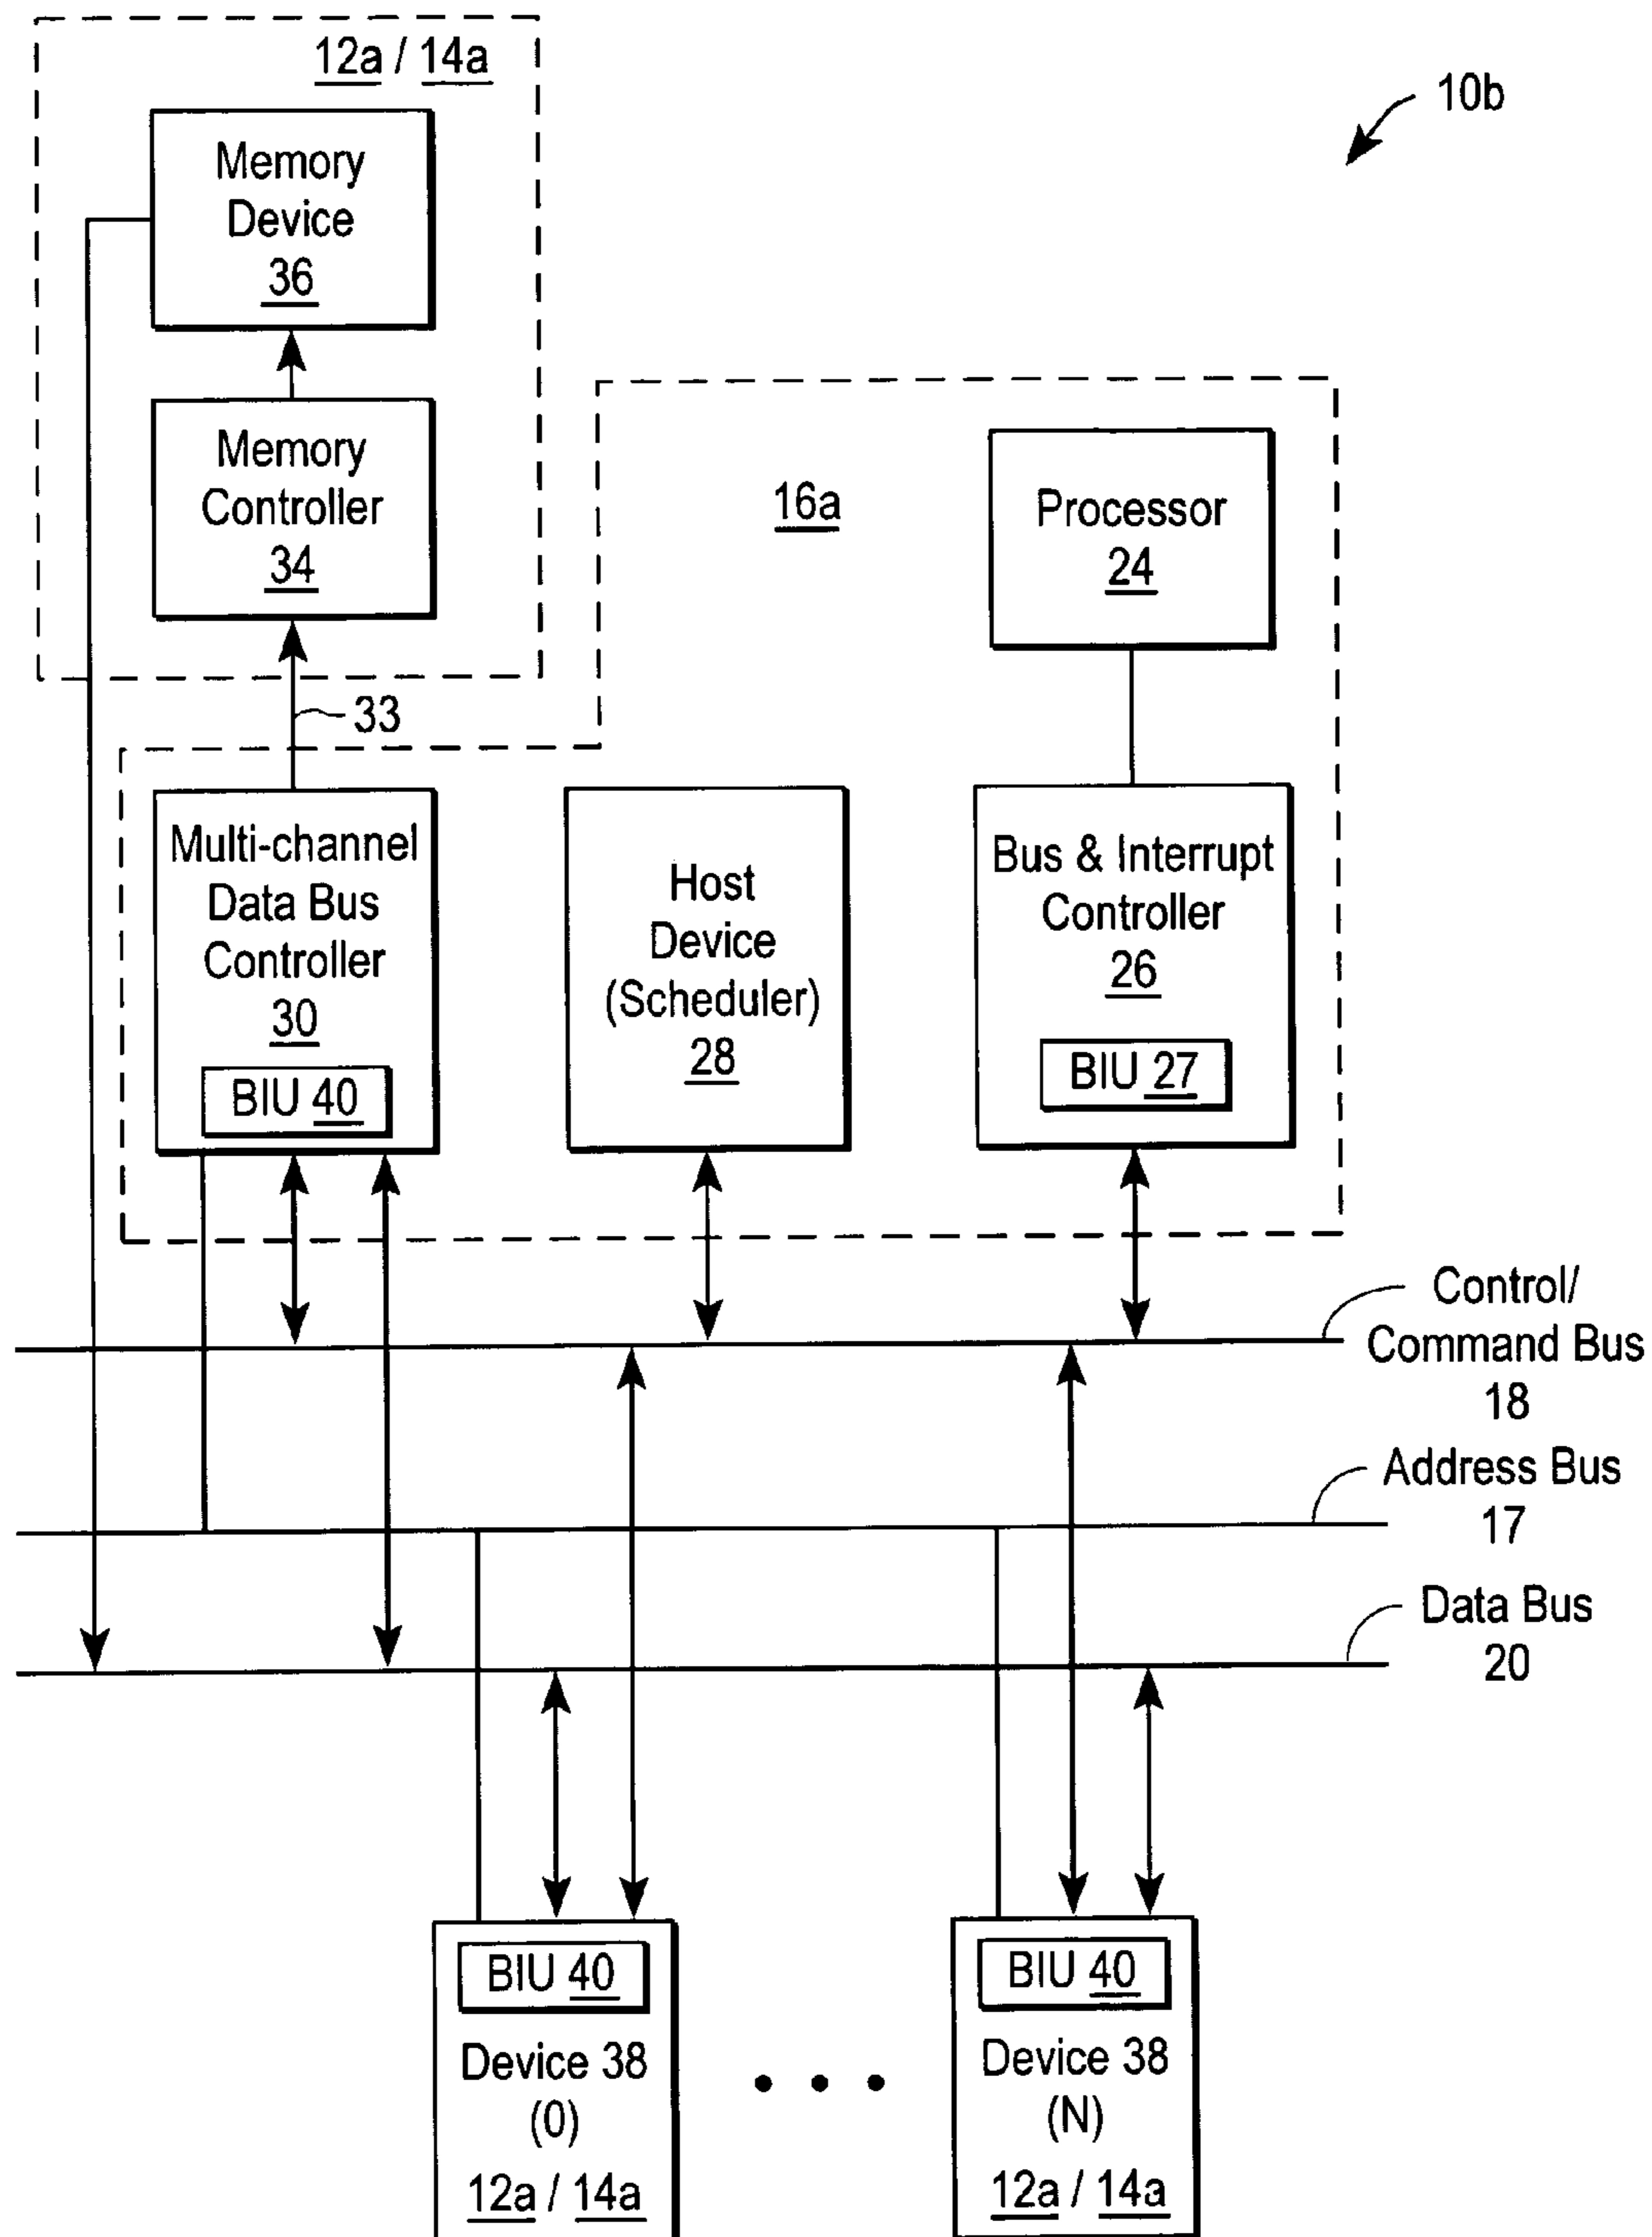 12a / 14a
10b
Memory
Device
36
Memory
Controller
34
33
16a
Processor
24
Multi-channel
Data Bus
Controller
30
BIU 40
Host
Device
(Scheduler)
28
Bus & Interrupt
Controller
26
BIU 27
Control/
Command Bus
18
Address Bus
17
Data Bus
20
BIU 40
Device 38
(0)
12a / 14a
BIU 40
Device 38
(N)
12a / 14a